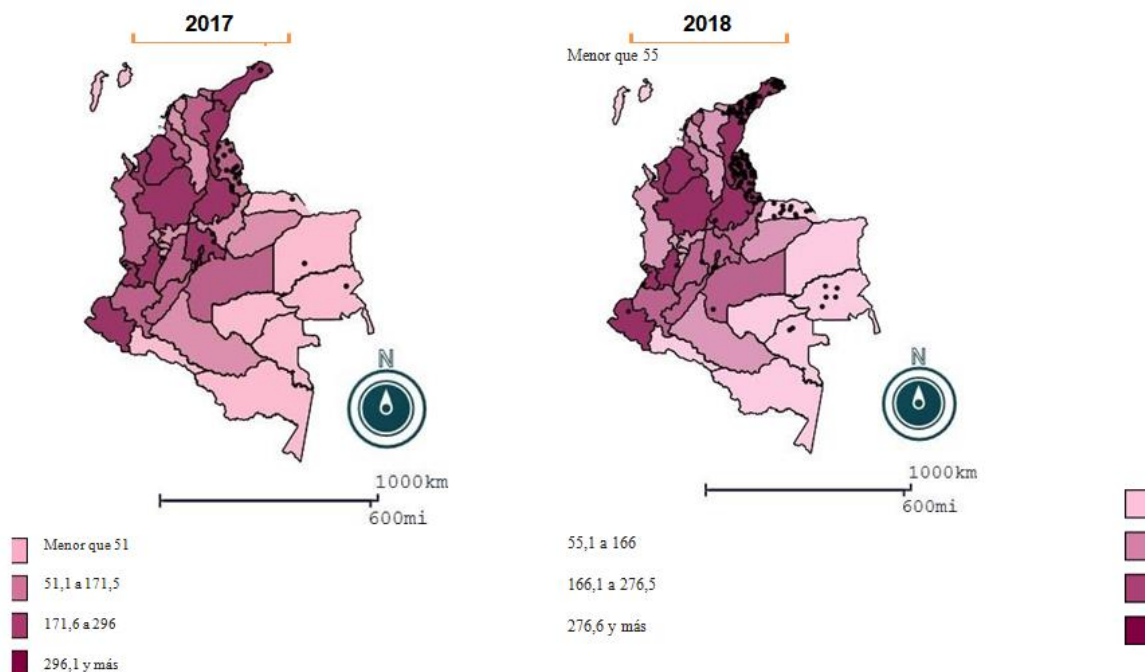 2017
2018
Menor que 55
N
N
1000km
600mi
1000km
600mi
Menor que 51
51,1 a 171,5
171,6 a 296
296,1 y más
55,1 a 166
166,1 a 276,5
276,6 y más